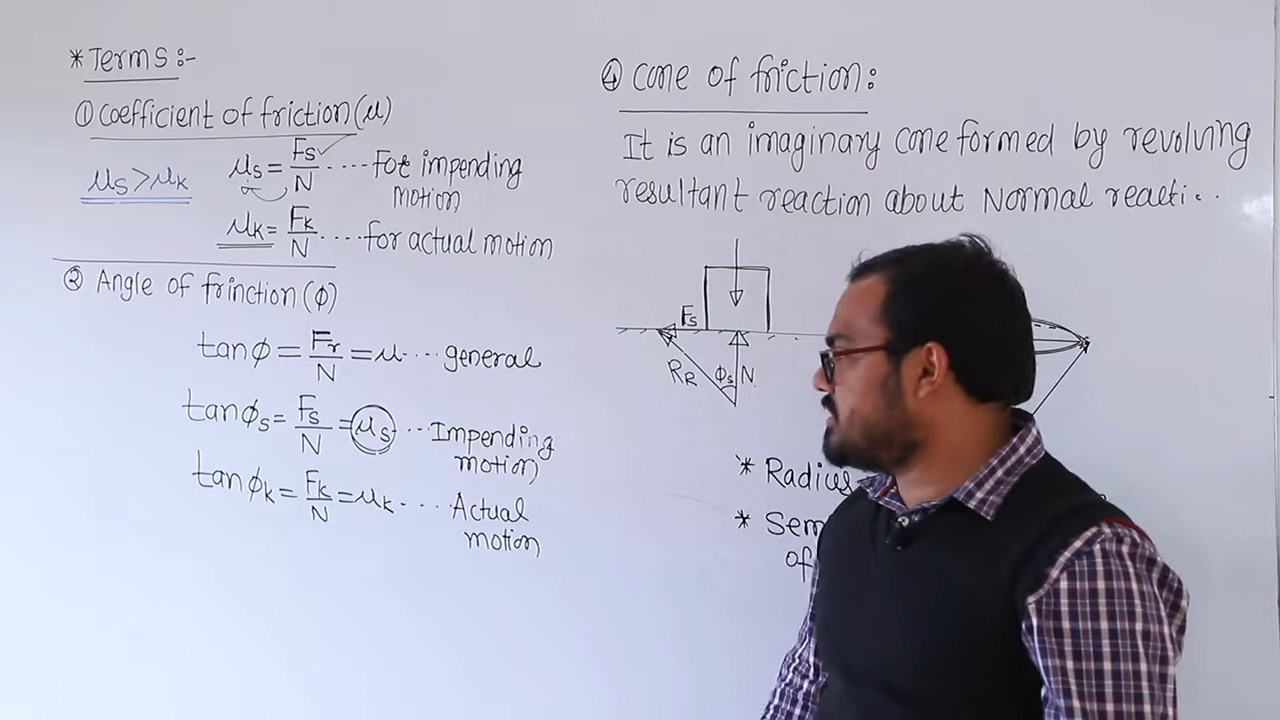 * Terms :-
① Coefficient of friction (μ)
μs > μk
μs = Fs/N ..... For impending
motion
μk = Fk/N .... for actual motion
② Angle of frinction (ϕ)
tanϕ = Fr/N = μ .... general
tanϕs = Fs/N = μs .. Impending
motion
tanϕk = Fk/N = μk .... Actual
motion
④ Cone of friction :
It is an imaginary cone formed by revolving
resultant reaction about Normal
Fs
RR ϕs N
* Radius
*
of